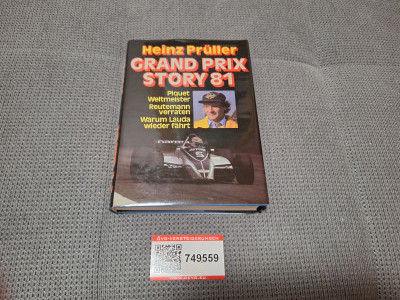 Heinz Prüller
GRAND PRIX
STORY 81
Piquet
Weltmeister
Reutemann
verraten
Warum Lauda
wieder fährt
749559